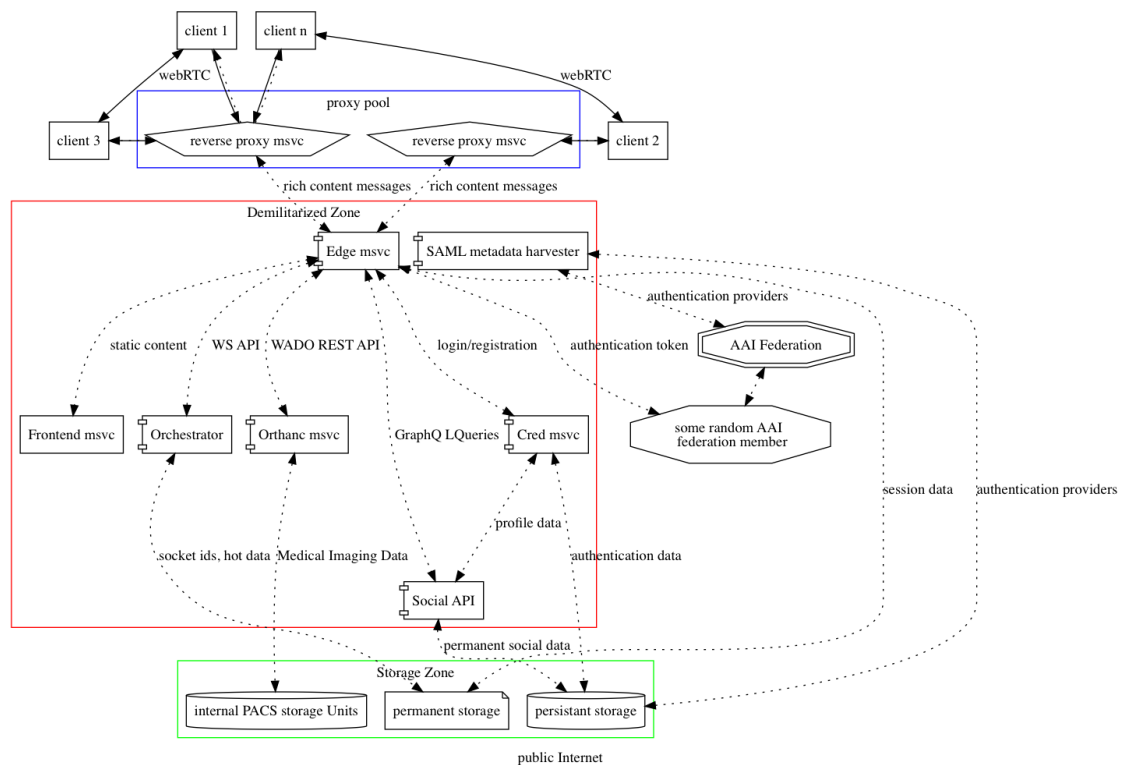 client 1
client n
webRTC
webRTC
proxy pool
client 3
reverse proxy msvc
reverse proxy msvc
client 2
rich content messages
rich content messages
Demilitarized Zone
Edge msvc
SAML metadata harvester
authentication providers
static content
WS API
WADO REST API
login/registration
authentication token
AAI Federation
Frontend msvc
Orchestrator
Orthanc msvc
GraphQ LQueries
Cred msvc
some random AAI
federation member
session data
authentication providers
profile data
socket ids, hot data
Medical Imaging Data
authentication data
Social API
permanent social data
Storage Zone
internal PACS storage Units
permanent storage
persistant storage
public Internet